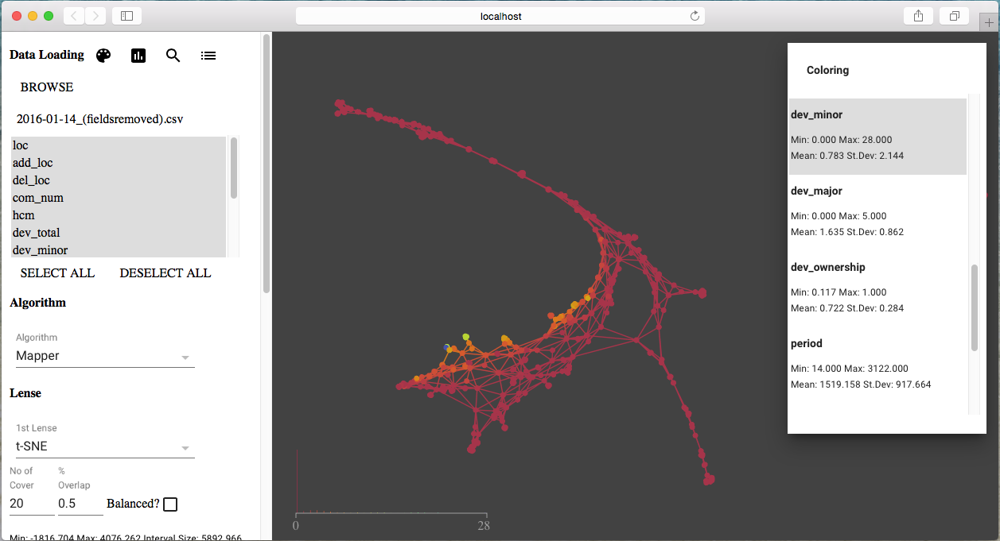 localhost
Data Loading
BROWSE
2016-01-14_(fieldsremoved).csv
loc
add_loc
del_loc
com_num
hcm
dev_total
dev_minor
SELECT ALL DESELECT ALL
Algorithm
Algorithm
Mapper
Lense
1st Lense
t-SNE
No of Cover
% Overlap
20
0.5
Balanced?
Min: -1816.704 Max: 4076.262 Interval Size: 5892.966
0
28
Coloring
dev_minor
Min: 0.000 Max: 28.000
Mean: 0.783 St.Dev: 2.144
dev_major
Min: 0.000 Max: 5.000
Mean: 1.635 St.Dev: 0.862
dev_ownership
Min: 0.117 Max: 1.000
Mean: 0.722 St.Dev: 0.284
period
Min: 14.000 Max: 3122.000
Mean: 1519.158 St.Dev: 917.664